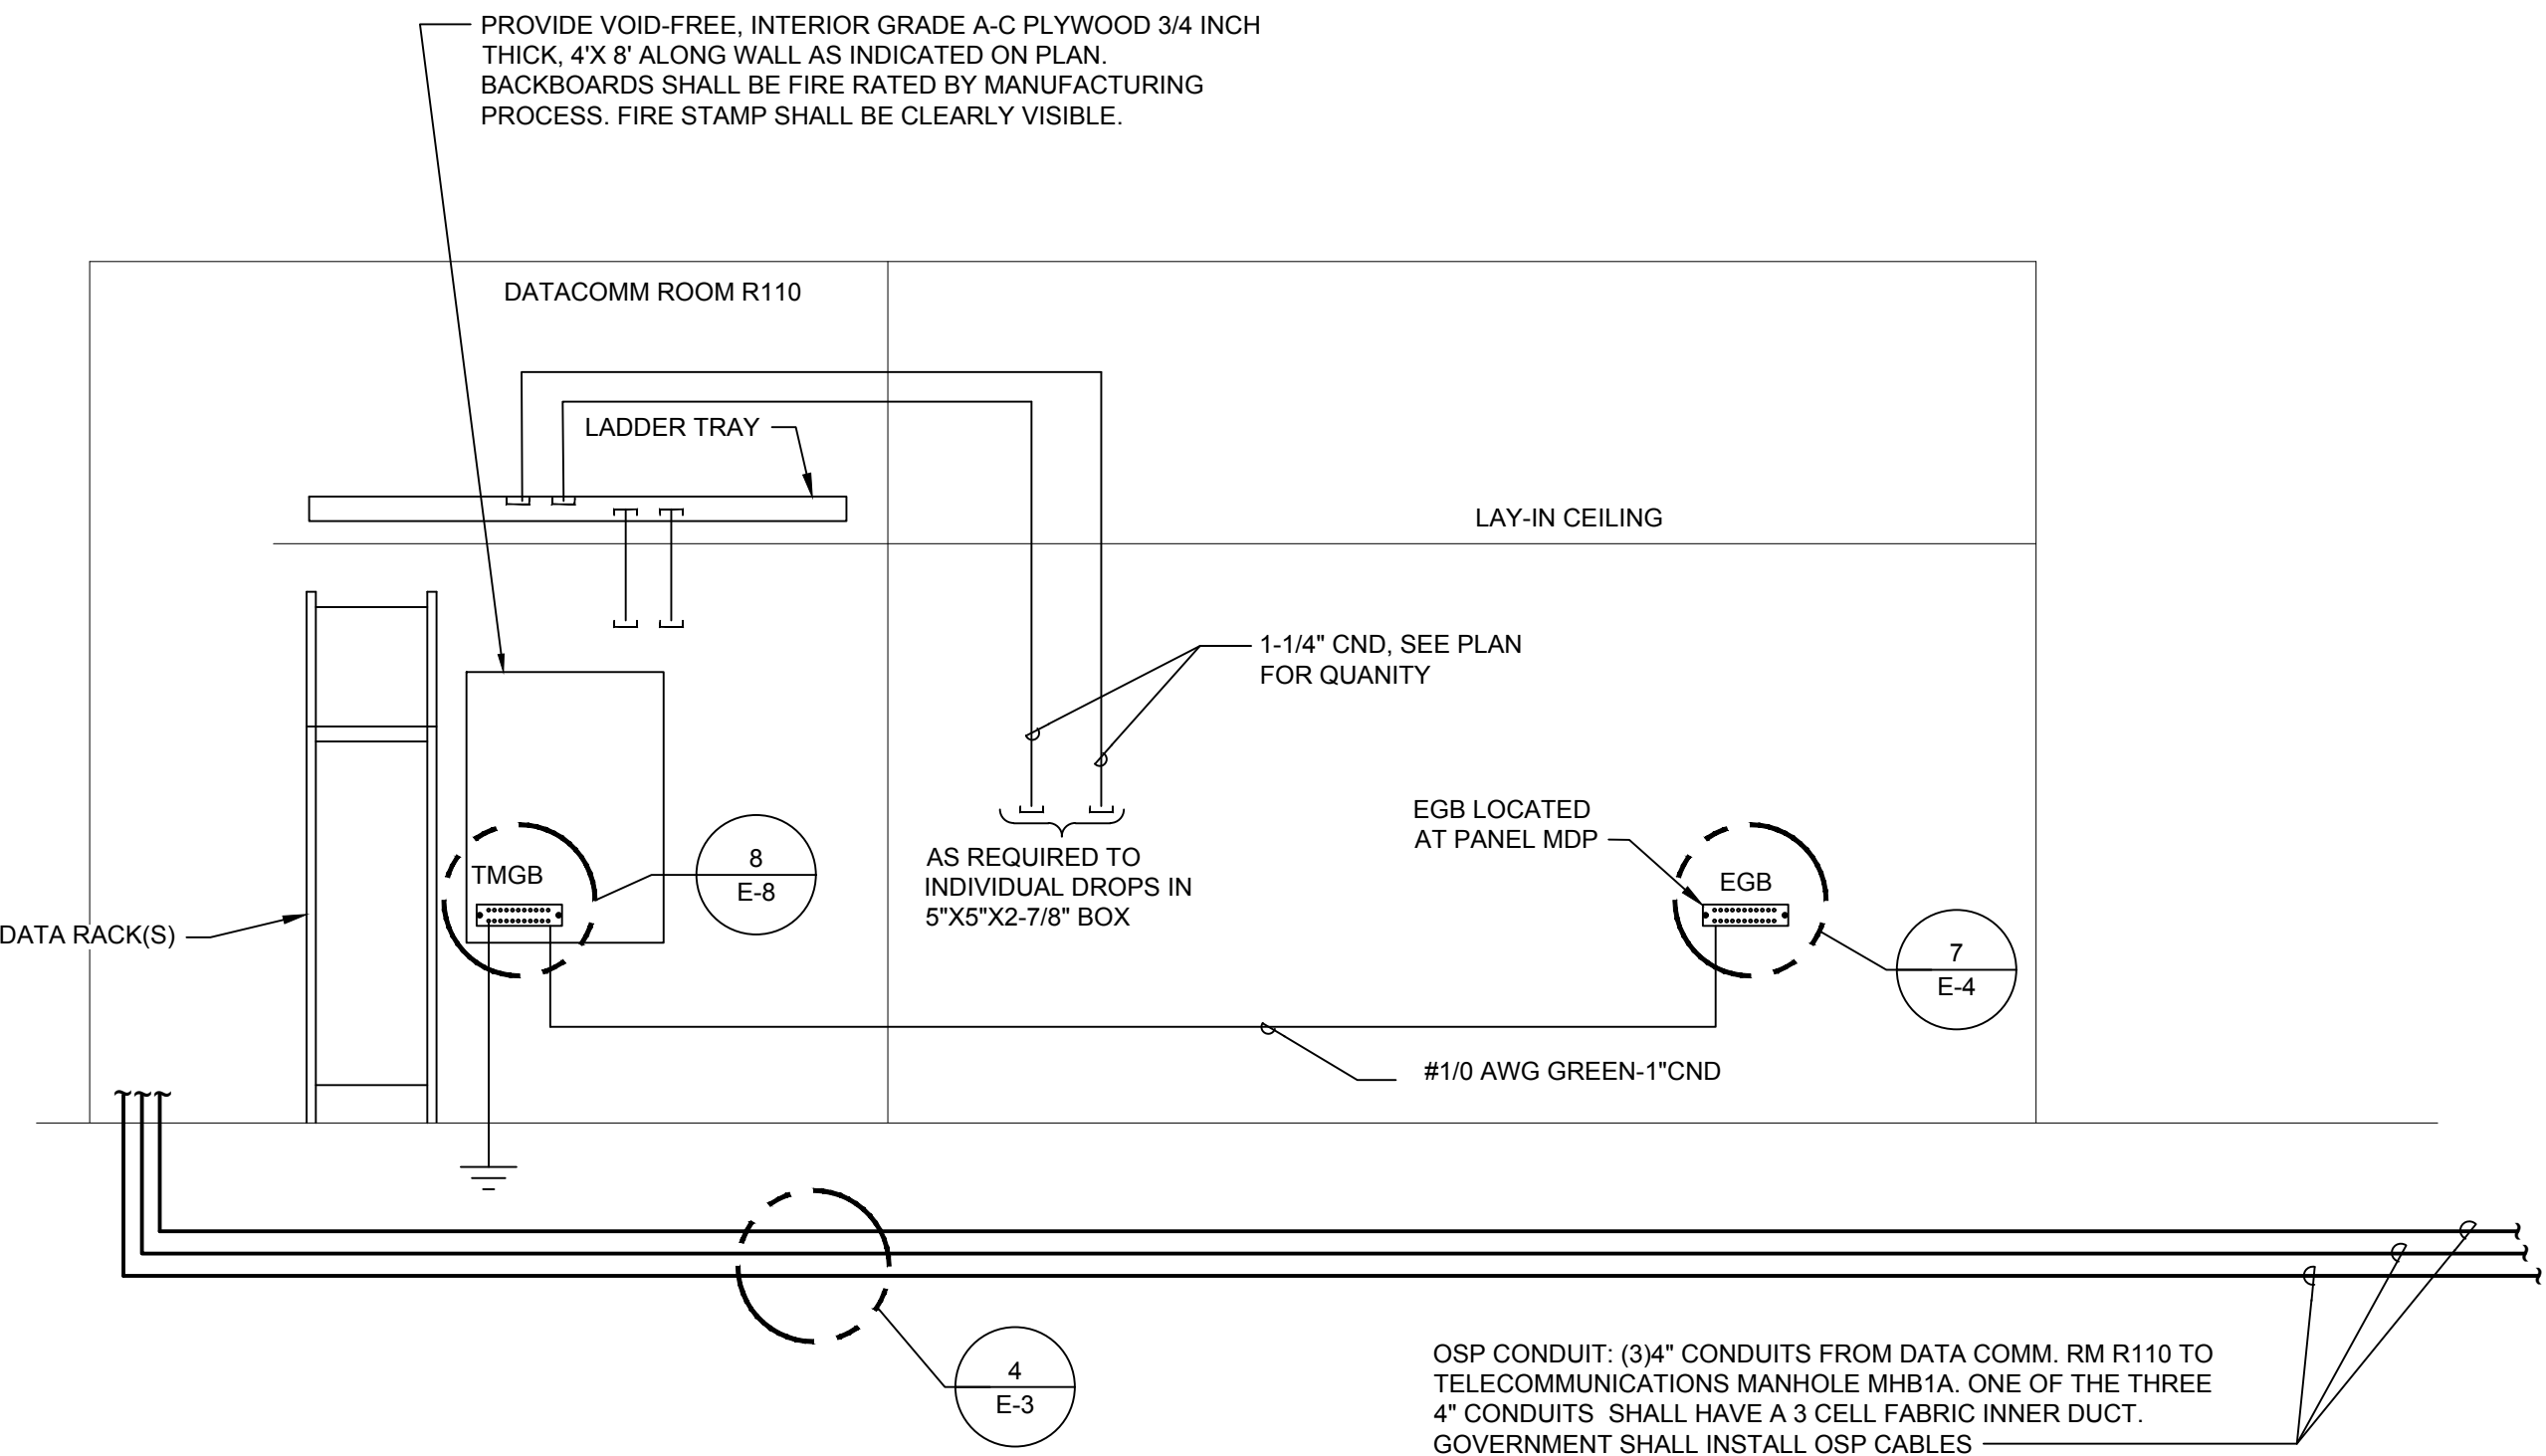 PROVIDE VOID-FREE, INTERIOR GRADE A-C PLYWOOD 3/4 INCH
THICK, 4'X 8' ALONG WALL AS INDICATED ON PLAN.
BACKBOARDS SHALL BE FIRE RATED BY MANUFACTURING
PROCESS. FIRE STAMP SHALL BE CLEARLY VISIBLE.
DATACOMM ROOM R110
LADDER TRAY
LAY-IN CEILING
1-1/4" CND, SEE PLAN
FOR QUANITY
EGB LOCATED
AT PANEL MDP
TMGB
8
E-8
AS REQUIRED TO
INDIVIDUAL DROPS IN
5"X5"X2-7/8" BOX
EGB
DATA RACK(S)
7
E-4
#1/0 AWG GREEN-1"CND
4
E-3
OSP CONDUIT: (3)4" CONDUITS FROM DATA COMM. RM R110 TO
TELECOMMUNICATIONS MANHOLE MHB1A. ONE OF THE THREE
4" CONDUITS SHALL HAVE A 3 CELL FABRIC INNER DUCT.
GOVERNMENT SHALL INSTALL OSP CABLES